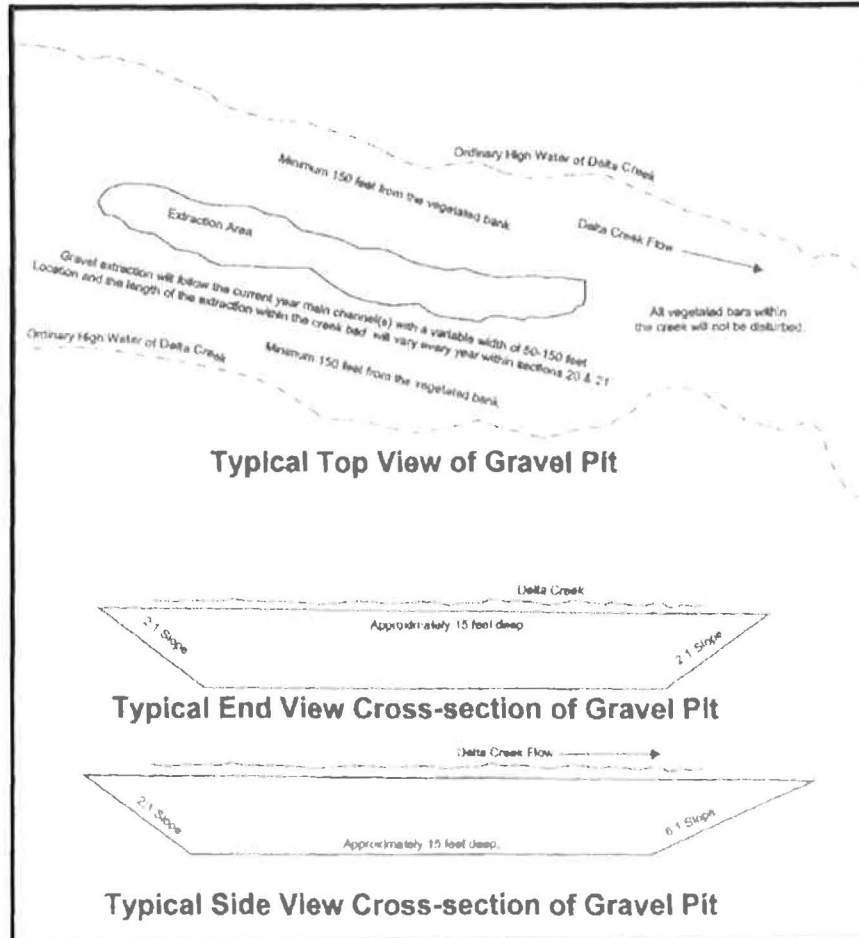 Ordinary High Water of Delta Creek
Minimum 150 feet from the vegetated bank
Delta Creek Flow
Extraction Area
All vegetated bars within
the creek will not be disturbed.
Gravel extraction will follow the current year main channel(s) with a variable width of 50-150 feet
Location and the length of the extraction within the creek bed will vary every year within sections 20 & 21
Ordinary High Water of Delta Creek
Minimum 150 feet from the vegetated bank
Typical Top View of Gravel Pit
Delta Creek
Approximately 15 feet deep
2:1 Slope
2:1 Slope
Typical End View Cross-section of Gravel Pit
Delta Creek Flow
2:1 Slope
6:1 Slope
Approximately 15 feet deep.
Typical Side View Cross-section of Gravel Pit